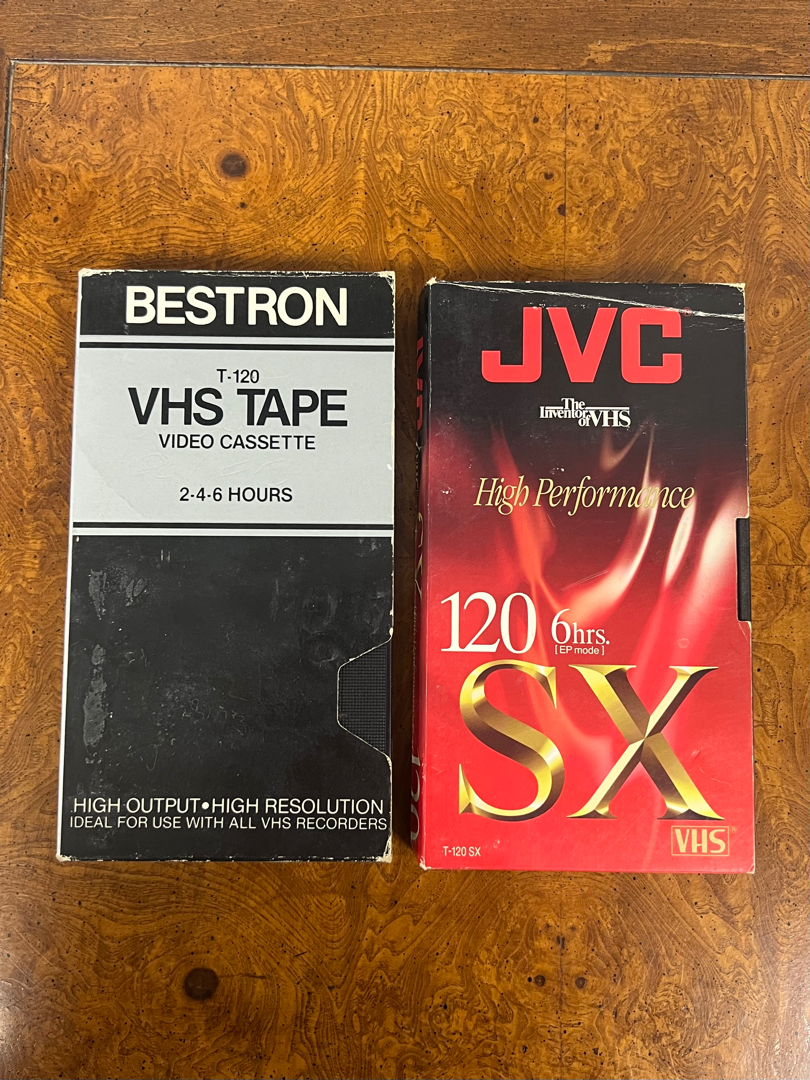 BESTRON
T-120
VHS TAPE
VIDEO CASSETTE
2-4-6 HOURS
HIGH OUTPUT•HIGH RESOLUTION
IDEAL FOR USE WITH ALL VHS RECORDERS
JVC
The
Inventor
of VHS
High Performance
120 6hrs.
[EP mode]
SX
VHS®
T-120 SX